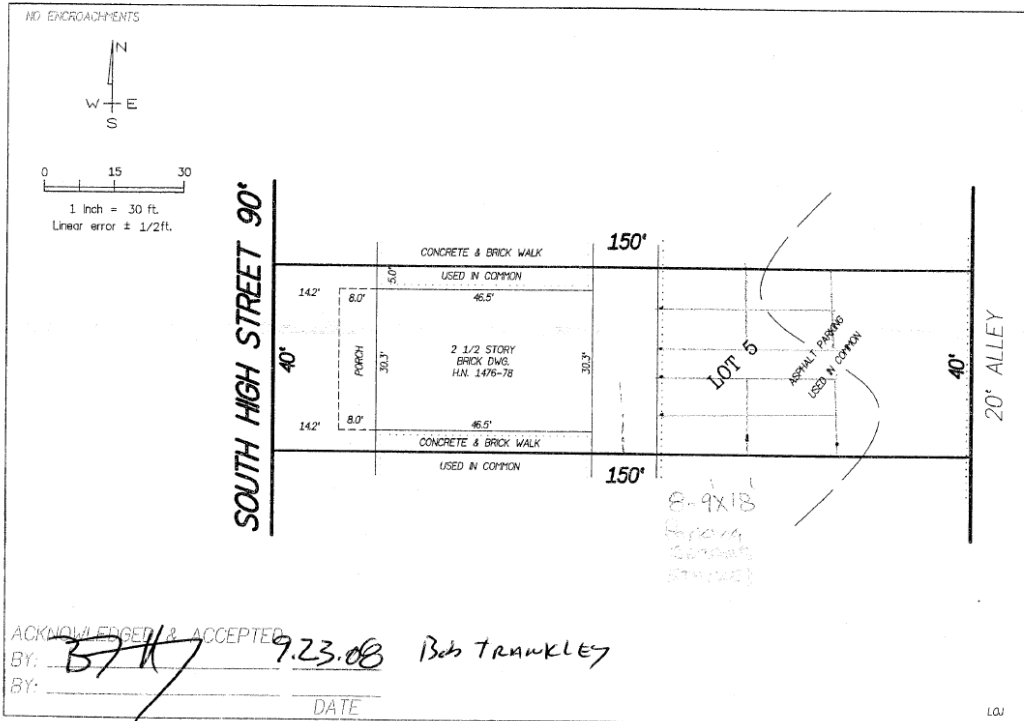 NO ENCROACHMENTS
N
W E
S
0 15 30
1 Inch = 30 ft.
Linear error ± 1/2ft.
SOUTH HIGH STREET 90'
150'
CONCRETE & BRICK WALK
USED IN COMMON
5.0'
14.2'
8.0'
46.5'
40'
PORCH
30.3'
2 1/2 STORY
BRICK DWG.
H.N. 1476-78
30.3'
LOT 5
ASPHALT PARKING
USED IN COMMON
40'
20' ALLEY
14.2'
8.0'
46.5'
CONCRETE & BRICK WALK
USED IN COMMON
150'
8-9x18
ACKNOWLEDGED & ACCEPTED
BY: 9.23.08 Bob TRANKLEY
BY:
DATE
LOJ